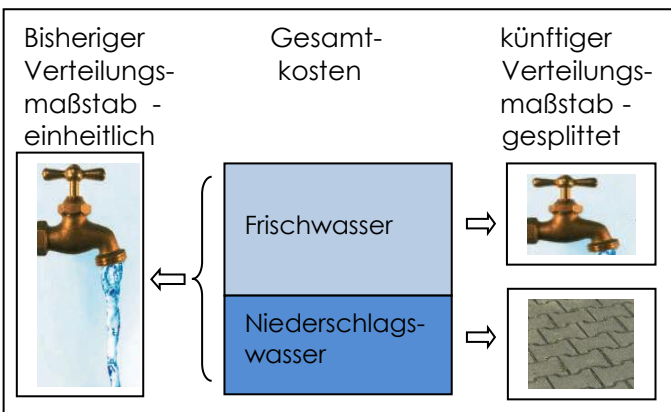 Bisheriger
Verteilungs-
maßstab -
einheitlich
Gesamt-
kosten
künftiger
Verteilungs-
maßstab -
gesplittet
Frischwasser
Niederschlags-
wasser